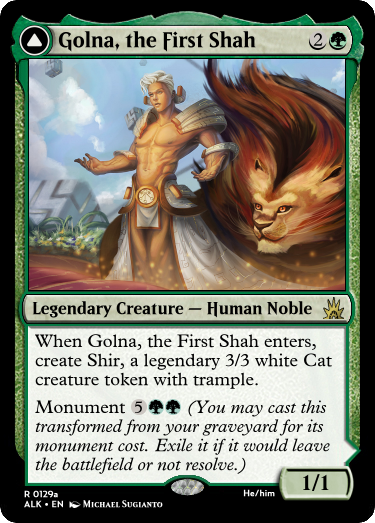 Golna, the First Shah 2
Legendary Creature — Human Noble
When Golna, the First Shah enters,
create Shir, a legendary 3/3 white Cat
creature token with trample.
Monument 5 (You may cast this
transformed from your graveyard for its
monument cost. Exile it if it would leave
the battlefield or not resolve.)
1/1
R 0129a He/him
ALK • EN Michael Sugianto